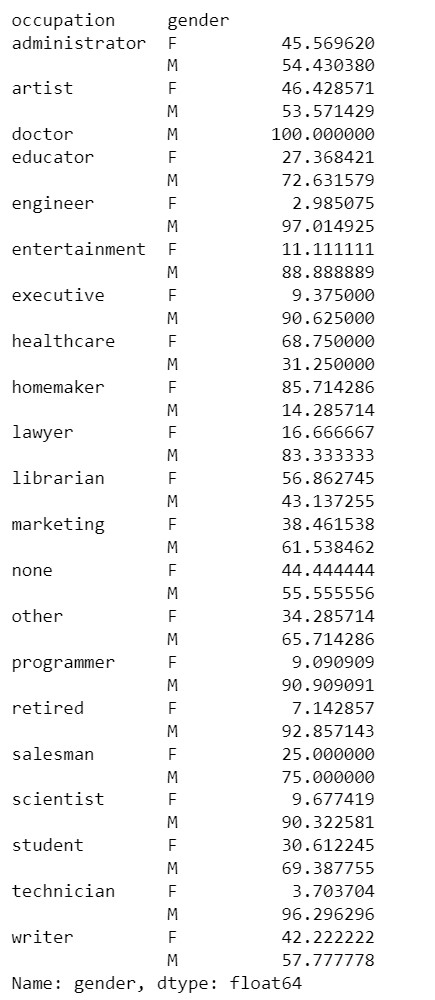 occupation     gender
administrator  F          45.569620
               M          54.430380
artist         F          46.428571
               M          53.571429
doctor         M         100.000000
educator       F          27.368421
               M          72.631579
engineer       F           2.985075
               M          97.014925
entertainment  F          11.111111
               M          88.888889
executive      F           9.375000
               M          90.625000
healthcare     F          68.750000
               M          31.250000
homemaker      F          85.714286
               M          14.285714
lawyer         F          16.666667
               M          83.333333
librarian      F          56.862745
               M          43.137255
marketing      F          38.461538
               M          61.538462
none           F          44.444444
               M          55.555556
other          F          34.285714
               M          65.714286
programmer     F           9.090909
               M          90.909091
retired        F           7.142857
               M          92.857143
salesman       F          25.000000
               M          75.000000
scientist      F           9.677419
               M          90.322581
student        F          30.612245
               M          69.387755
technician     F           3.703704
               M          96.296296
writer         F          42.222222
               M          57.777778
Name: gender, dtype: float64